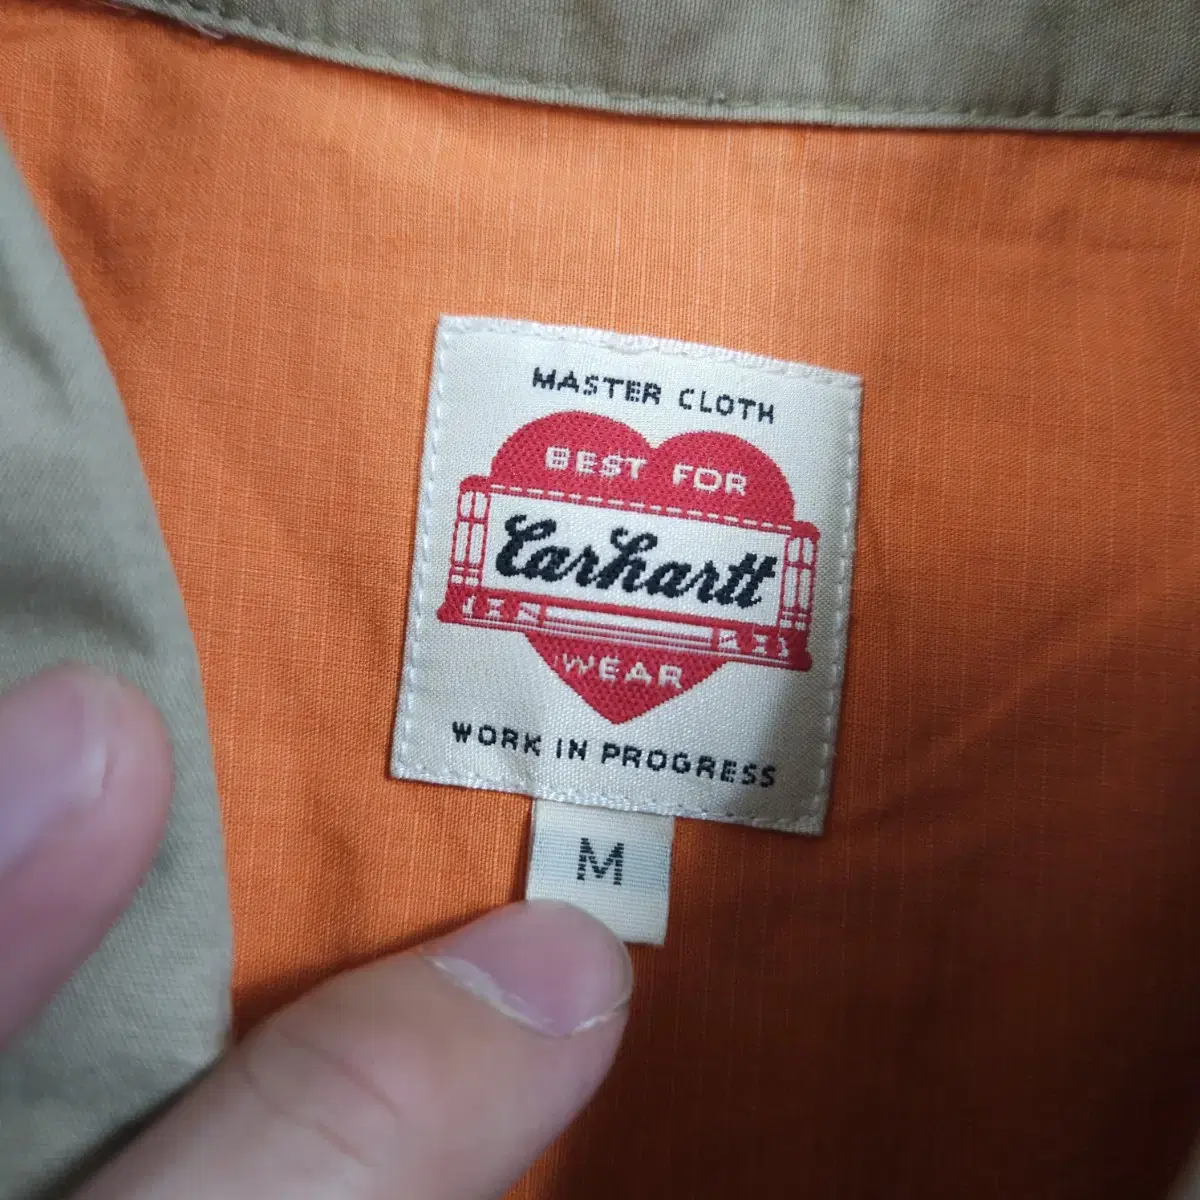 MASTER CLOTH
BEST FOR
Carhartt
WEAR
WORK IN PROGRESS
M